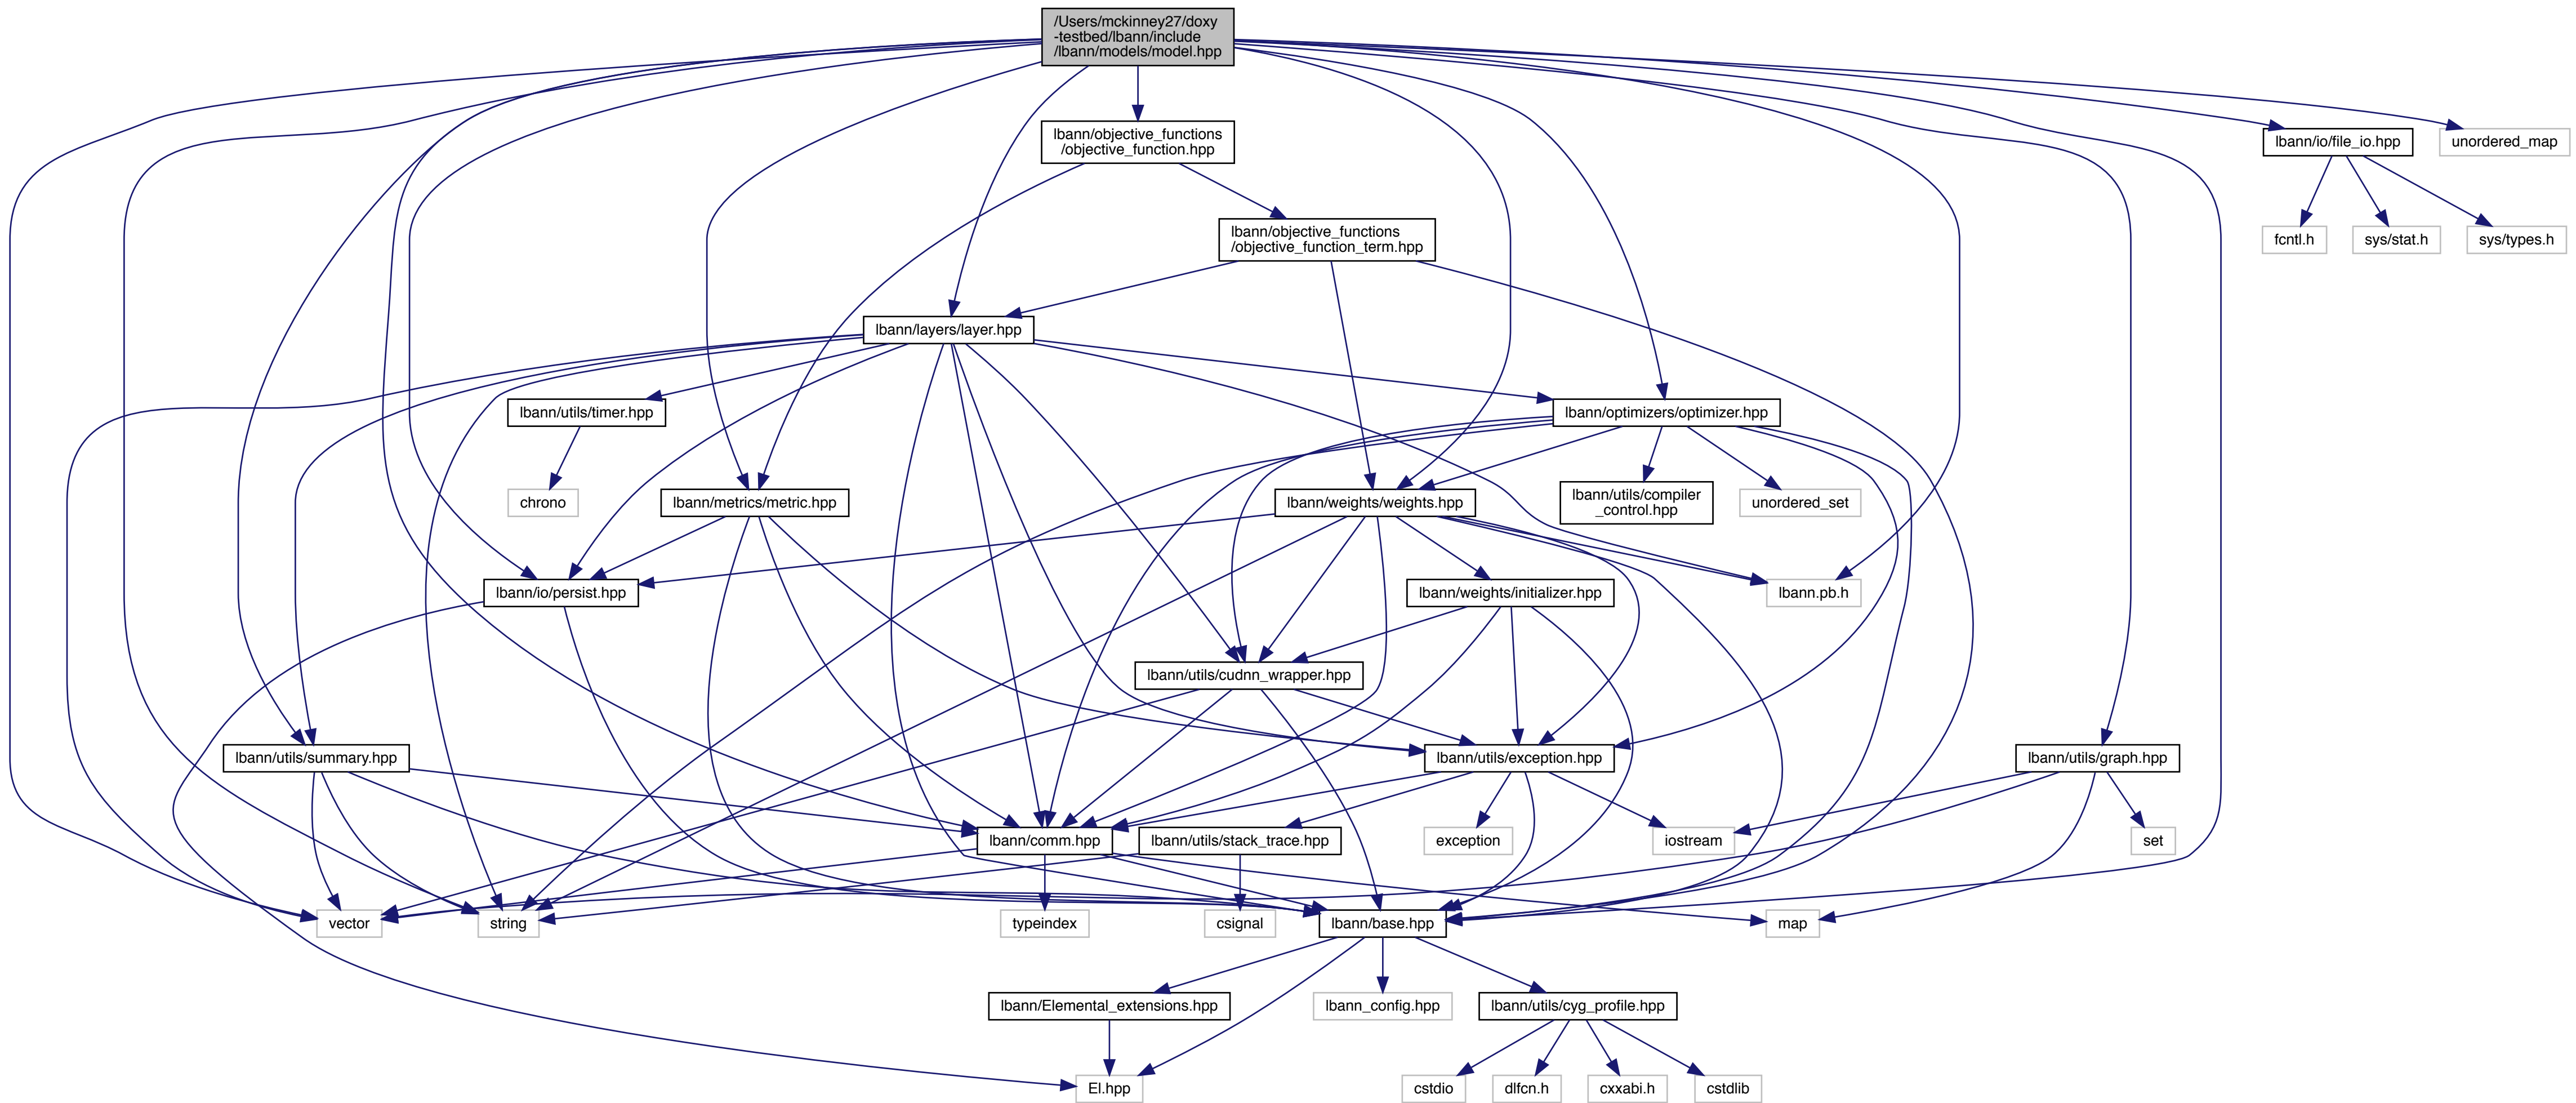 /Users/mckinney27/doxy
-testbed/lbann/include
/lbann/models/model.hpp
lbann/objective_functions
/objective_function.hpp
lbann/io/file_io.hpp
unordered_map
lbann/objective_functions
/objective_function_term.hpp
fcntl.h
sys/stat.h
sys/types.h
lbann/layers/layer.hpp
lbann/utils/timer.hpp
lbann/optimizers/optimizer.hpp
chrono
lbann/metrics/metric.hpp
lbann/weights/weights.hpp
lbann/utils/compiler
_control.hpp
unordered_set
lbann/io/persist.hpp
lbann/weights/initializer.hpp
lbann.pb.h
lbann/utils/cudnn_wrapper.hpp
lbann/utils/summary.hpp
lbann/utils/exception.hpp
lbann/utils/graph.hpp
lbann/comm.hpp
lbann/utils/stack_trace.hpp
exception
iostream
set
vector
string
typeindex
csignal
lbann/base.hpp
map
lbann/Elemental_extensions.hpp
lbann_config.hpp
lbann/utils/cyg_profile.hpp
El.hpp
cstdio
dlfcn.h
cxxabi.h
cstdlib